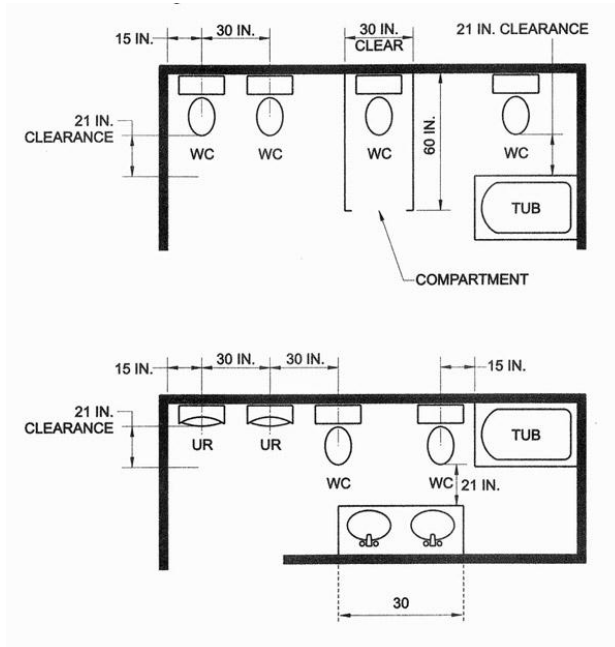 15 IN.
30 IN.
30 IN.
CLEAR
21 IN. CLEARANCE
21 IN.
CLEARANCE
WC
WC
WC
60 IN.
WC
TUB
COMPARTMENT
15 IN.
30 IN.
30 IN.
15 IN.
21 IN.
CLEARANCE
UR
UR
WC
WC
21 IN.
TUB
30